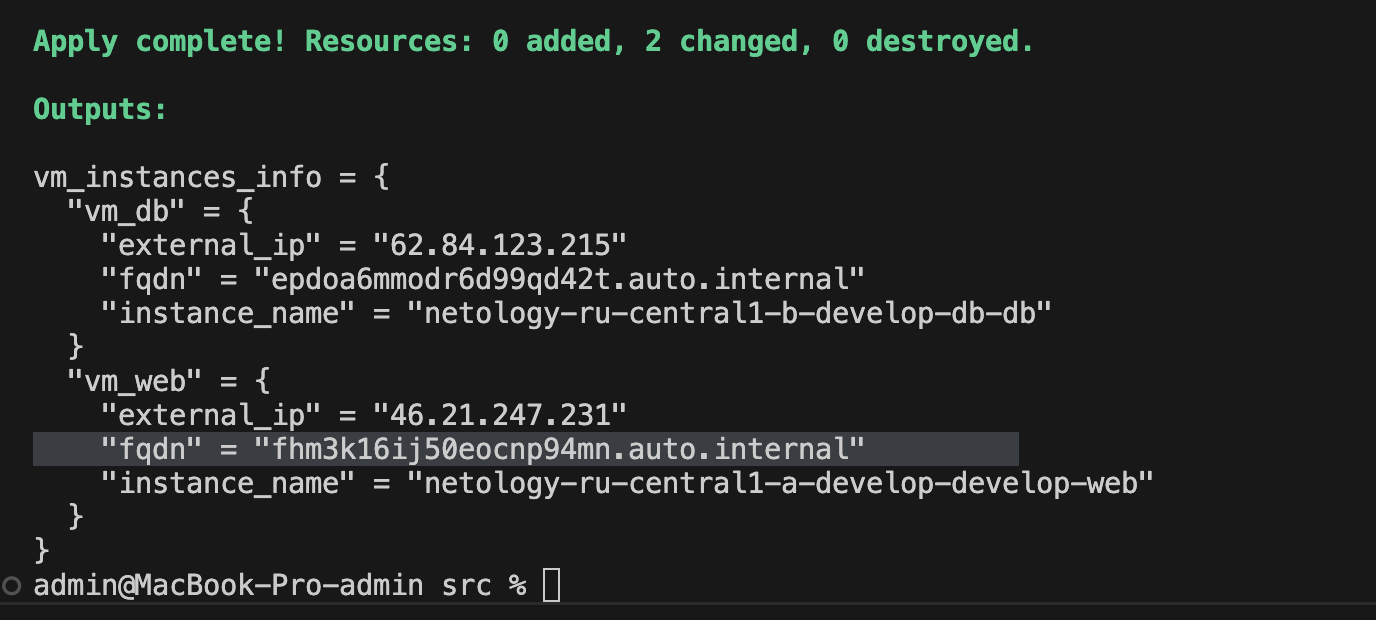 Apply complete! Resources: 0 added, 2 changed, 0 destroyed.
Outputs:
vm_instances_info = {
  "vm_db" = {
    "external_ip" = "62.84.123.215"
    "fqdn" = "epdoa6mmodr6d99qd42t.auto.internal"
    "instance_name" = "netology-ru-central1-b-develop-db-db"
  }
  "vm_web" = {
    "external_ip" = "46.21.247.231"
    "fqdn" = "fhm3k16ij50eocnp94mn.auto.internal"
    "instance_name" = "netology-ru-central1-a-develop-develop-web"
  }
}
admin@MacBook-Pro-admin src %